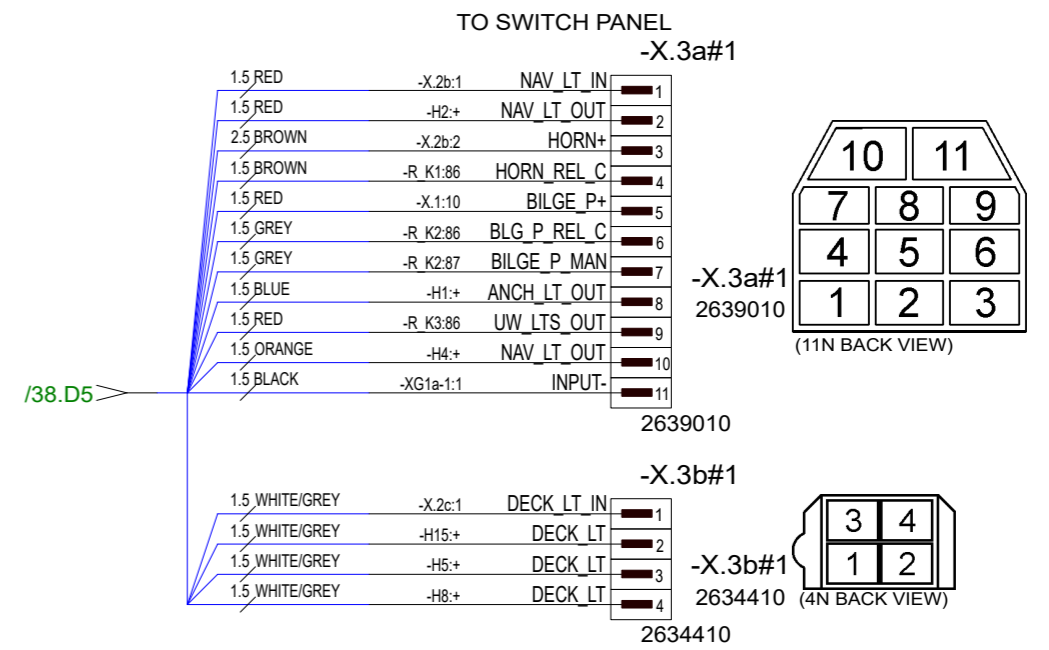 TO SWITCH PANEL
-X.3a#1
1.5 RED -X.2b:1 NAV_LT_IN 1
1.5 RED -H2:+ NAV_LT_OUT 2
2.5 BROWN -X.2b:2 HORN+ 3
1.5 BROWN -R_K1:86 HORN_REL_C 4
1.5 RED -X.1:10 BILGE_P+ 5
1.5 GREY -R_K2:86 BLG_P_REL_C 6
1.5 GREY -R_K2:87 BILGE_P_MAN 7
1.5 BLUE -H1:+ ANCH_LT_OUT 8
1.5 RED -R_K3:86 UW_LTS_OUT 9
1.5 ORANGE -H4:+ NAV_LT_OUT 10
1.5 BLACK -XG1a-1:1 INPUT- 11
/38.D5
2639010
10 11
7 8 9
4 5 6
1 2 3
-X.3a#1
2639010
(11N BACK VIEW)
-X.3b#1
1.5 WHITE/GREY -X.2c:1 DECK_LT_IN 1
1.5 WHITE/GREY -H15:+ DECK_LT 2
1.5 WHITE/GREY -H5:+ DECK_LT 3
1.5 WHITE/GREY -H8:+ DECK_LT 4
2634410
3 4
1 2
-X.3b#1
2634410
(4N BACK VIEW)